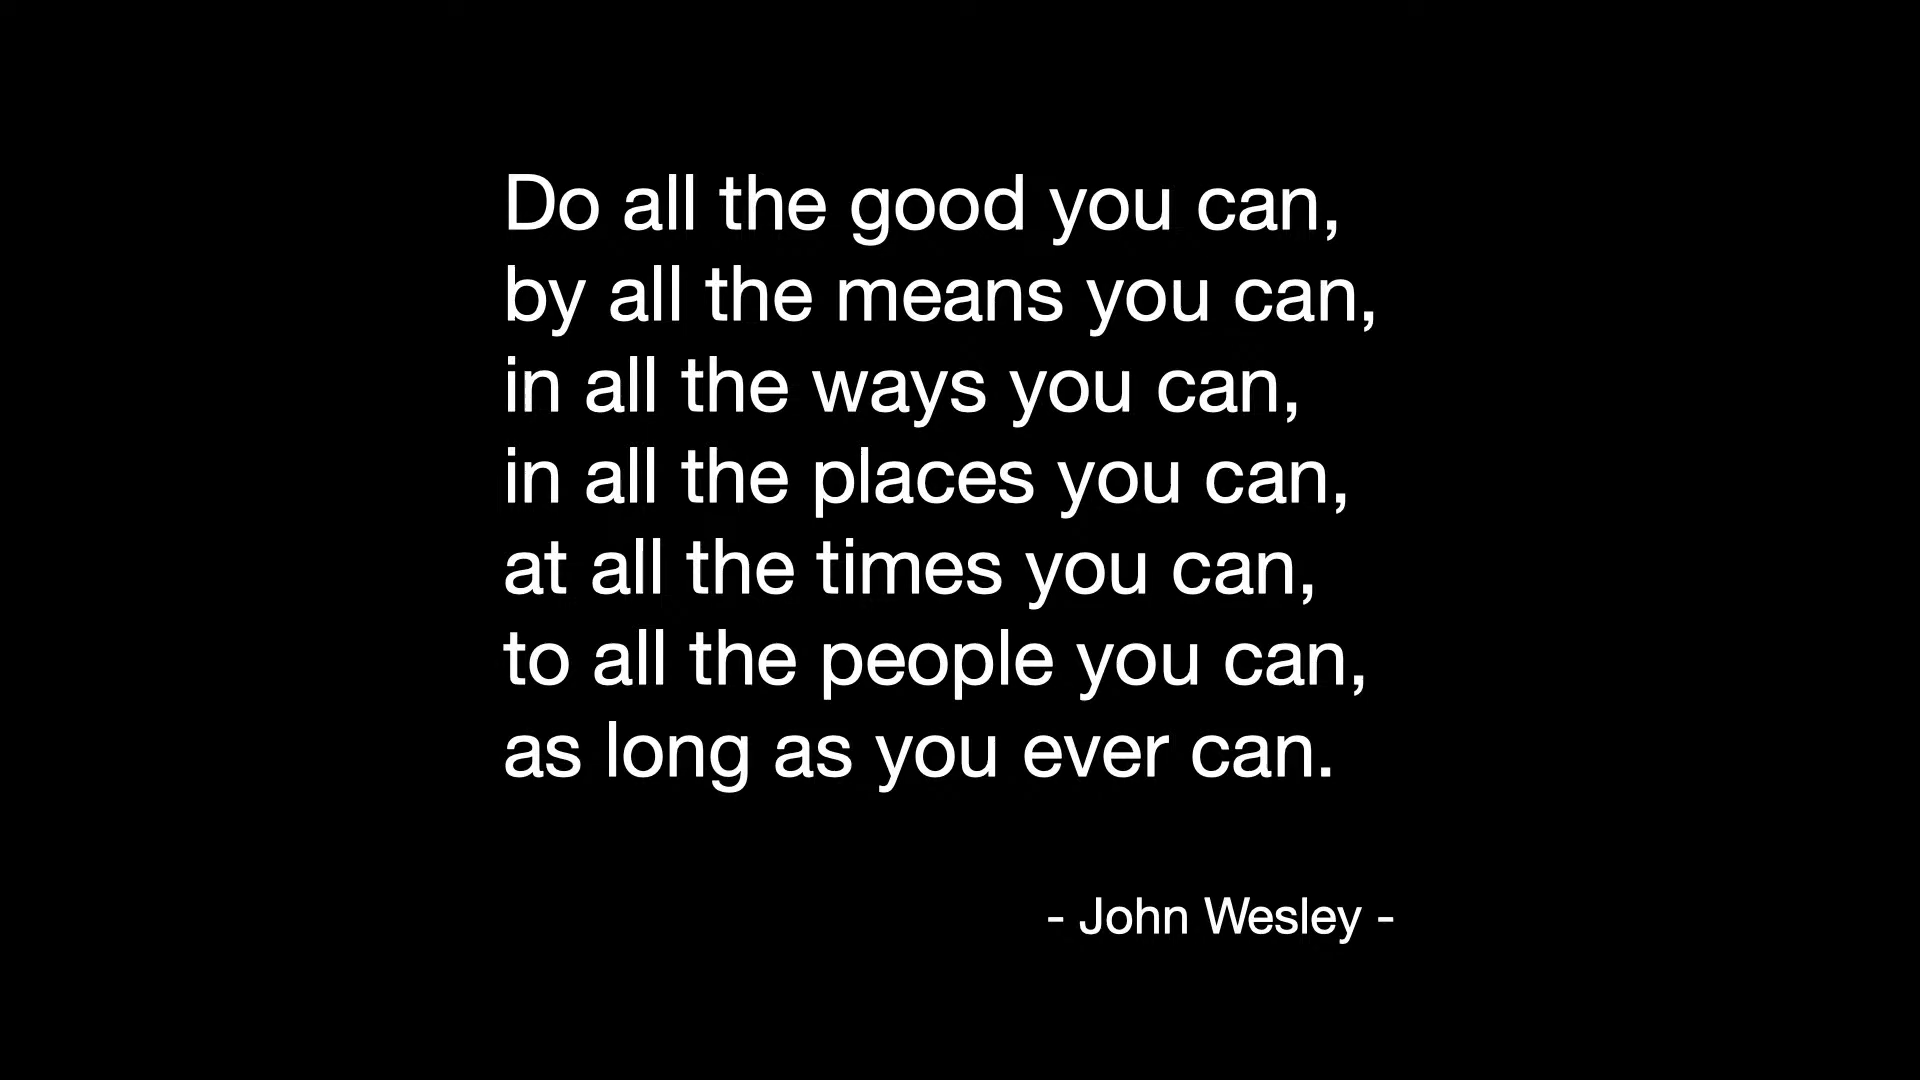 Do all the good you can,
by all the means you can,
in all the ways you can,
in all the places you can,
at all the times you can,
to all the people you can,
as long as you ever can.
- John Wesley -